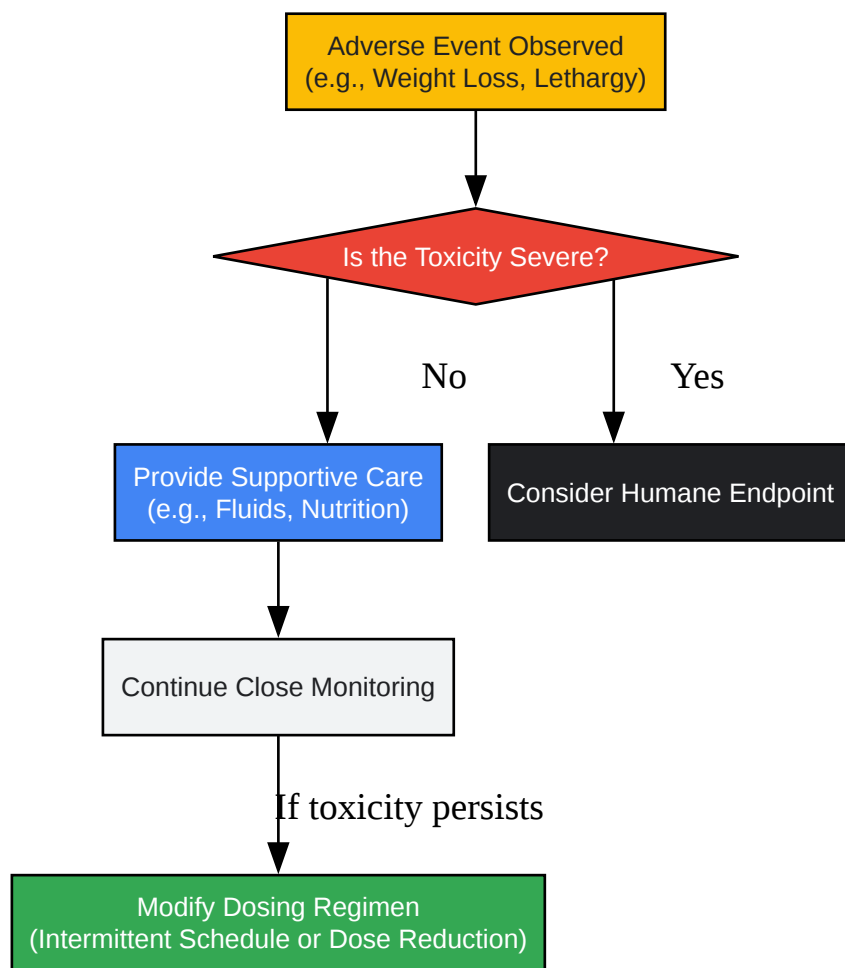 Adverse Event Observed
(e.g., Weight Loss, Lethargy)
Is the Toxicity Severe?
No
Yes
Provide Supportive Care
(e.g., Fluids, Nutrition)
Consider Humane Endpoint
Continue Close Monitoring
If toxicity persists
Modify Dosing Regimen
(Intermittent Schedule or Dose Reduction)